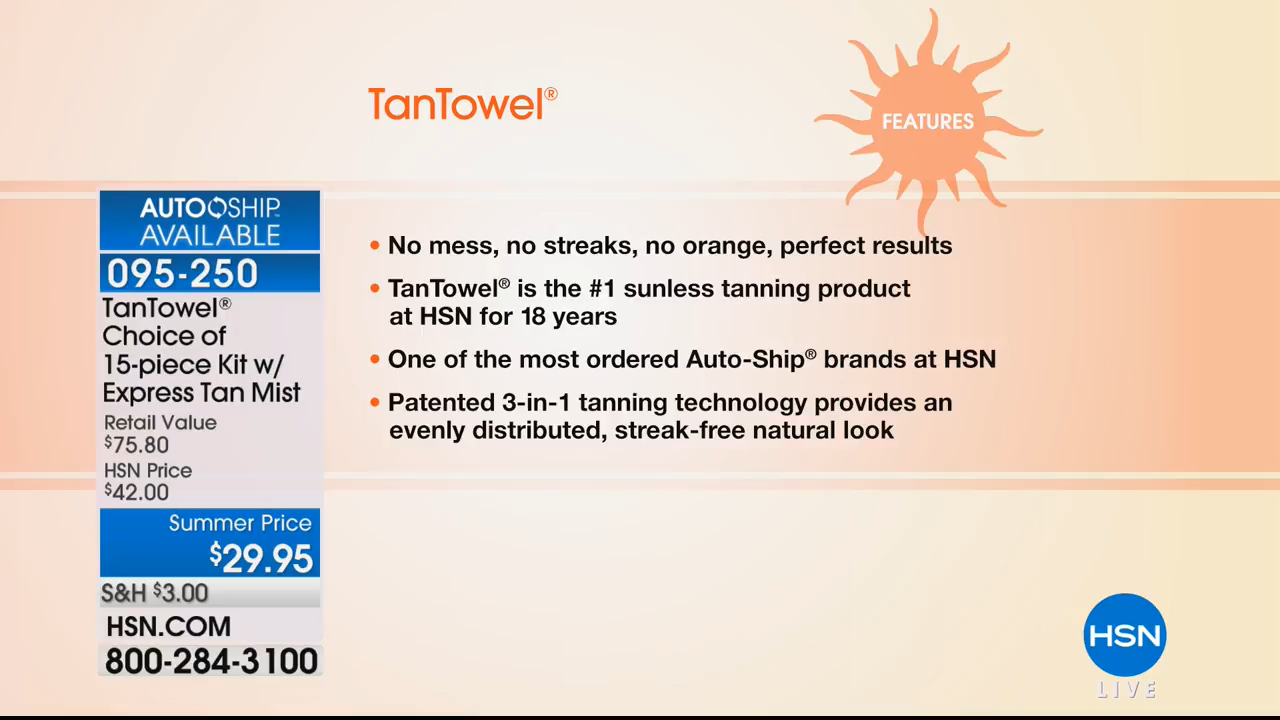 TanTowel®
FEATURES
AUTO SHIP™
AVAILABLE
095-250
TanTowel®
Choice of
15-piece Kit w/
Express Tan Mist
Retail Value
$75.80
HSN Price
$42.00
Summer Price
$29.95
S&H $3.00
HSN.COM
800-284-3100
• No mess, no streaks, no orange, perfect results
• TanTowel® is the #1 sunless tanning product
at HSN for 18 years
• One of the most ordered Auto-Ship® brands at HSN
• Patented 3-in-1 tanning technology provides an
evenly distributed, streak-free natural look
HSN
LIVE